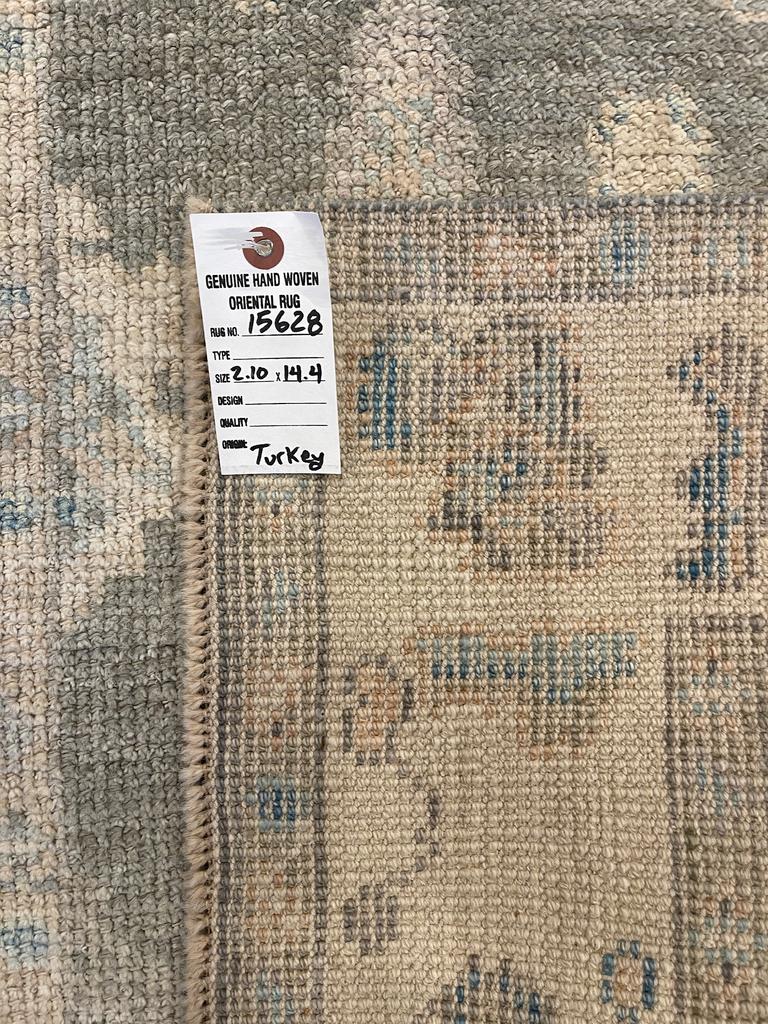 GENUINE HAND WOVEN
ORIENTAL RUG
RUG NO. 15628
TYPE
SIZE 2.10 x 14.4
DESIGN
QUALITY
ORIGIN: Turkey